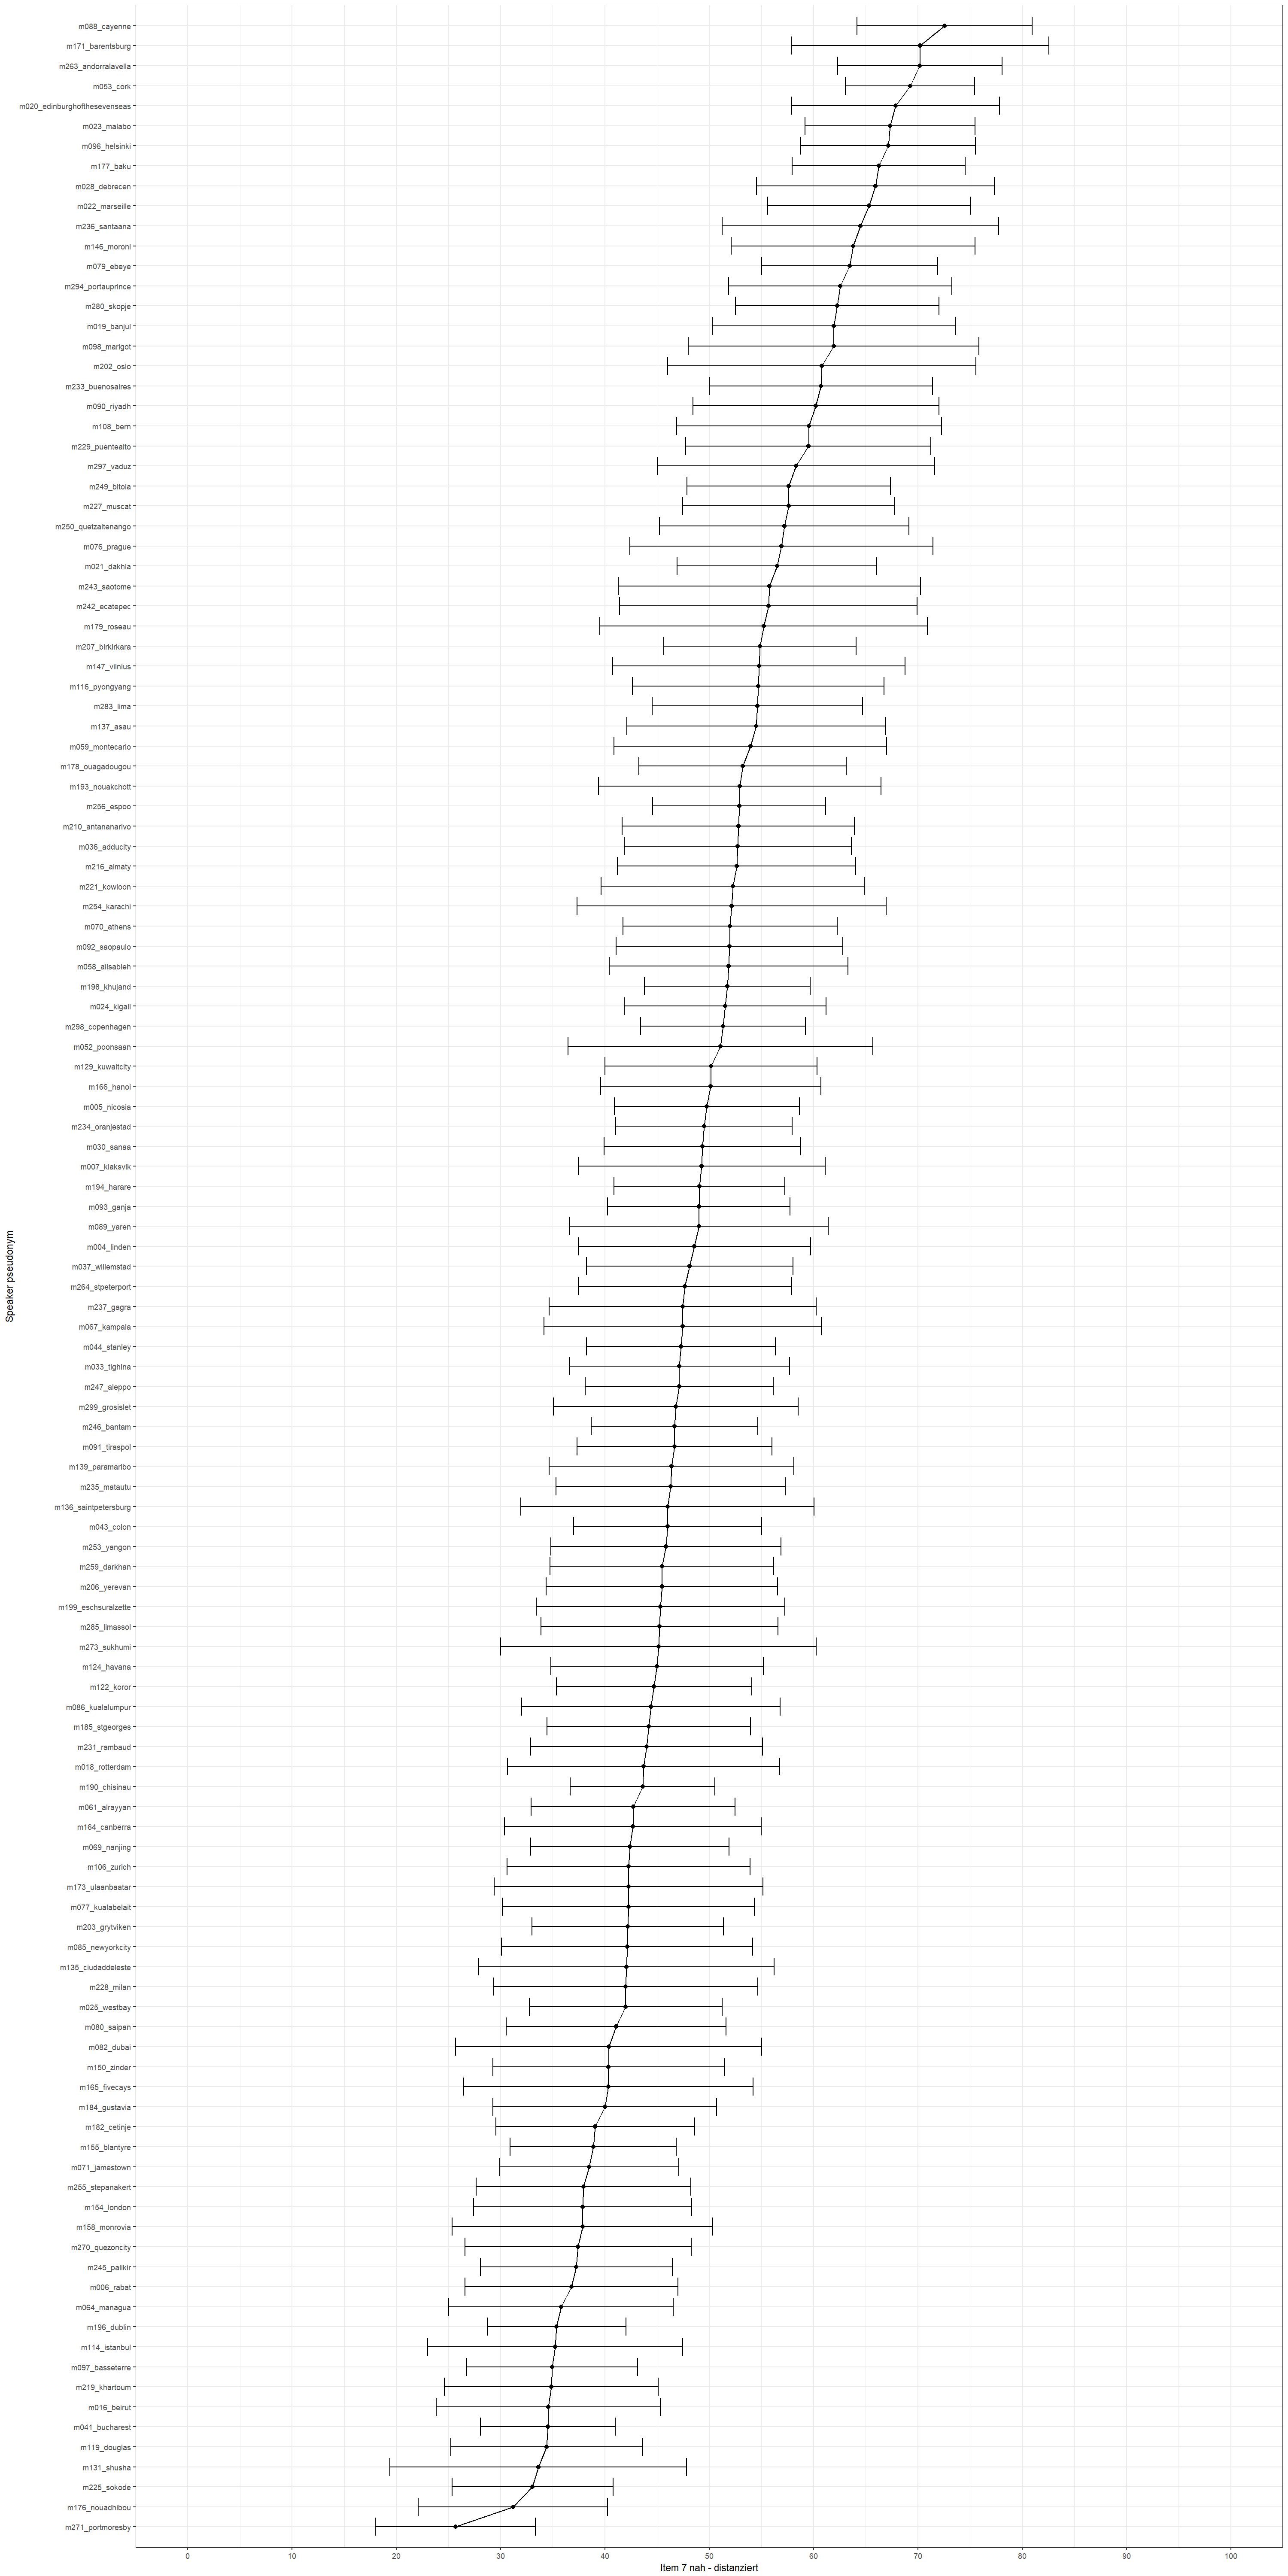 m088_cayenne
m171_barentsburg
m263_andorralavella
m053_cork
m020_edinburghofthesevenseas
m023_malabo
m096_helsinki
m177_baku
m028_debrecen
m022_marseille
m236_santaana
m146_moroni
m079_ebeye
m294_portauprince
m280_skopje
m019_banjul
m098_marigot
m202_oslo
m233_buenosaires
m090_riyadh
m108_bern
m229_puentealto
m297_vaduz
m249_bitola
m227_muscat
m250_quetzaltenango
m076_prague
m021_dakhla
m243_saotome
m242_ecatepec
m179_roseau
m207_birkirkara
m147_vilnius
m116_pyongyang
m283_lima
m137_asau
m059_montecarlo
m178_ouagadougou
m193_nouakchott
m256_espoo
m210_antananarivo
m036_adducity
m216_almaty
m221_kowloon
m254_karachi
m070_athens
m092_saopaulo
m058_alisabieh
m198_khujand
m024_kigali
m298_copenhagen
m052_poonsaan
m129_kuwaitcity
m166_hanoi
m005_nicosia
m234_oranjestad
m030_sanaa
m007_klaksvik
m194_harare
m093_ganja
m089_yaren
m004_linden
m037_willemstad
m264_stpeterport
m237_gagra
m067_kampala
m044_stanley
m033_tighina
m247_aleppo
m299_grosislet
m246_bantam
m091_tiraspol
m139_paramaribo
m235_matautu
m136_saintpetersburg
m043_colon
m253_yangon
m259_darkhan
m206_yerevan
m199_eschsuralzette
m285_limassol
m273_sukhumi
m124_havana
m122_koror
m086_kualalumpur
m185_stgeorges
m231_rambaud
m018_rotterdam
m190_chisinau
m061_alrayyan
m164_canberra
m069_nanjing
m106_zurich
m173_ulaanbaatar
m077_kualabelait
m203_grytviken
m085_newyorkcity
m135_ciudaddeleste
m228_milan
m025_westbay
m080_saipan
m082_dubai
m150_zinder
m165_fivecays
m184_gustavia
m182_cetinje
m155_blantyre
m071_jamestown
m255_stepanakert
m154_london
m158_monrovia
m270_quezoncity
m245_palikir
m006_rabat
m064_managua
m196_dublin
m114_istanbul
m097_basseterre
m219_khartoum
m016_beirut
m041_bucharest
m119_douglas
m131_shusha
m225_sokode
m176_nouadhibou
m271_portmoresby
Speaker pseudonym
0 10 20 30 40 50 60 70 80 90 100
Item 7 nah - distanziert